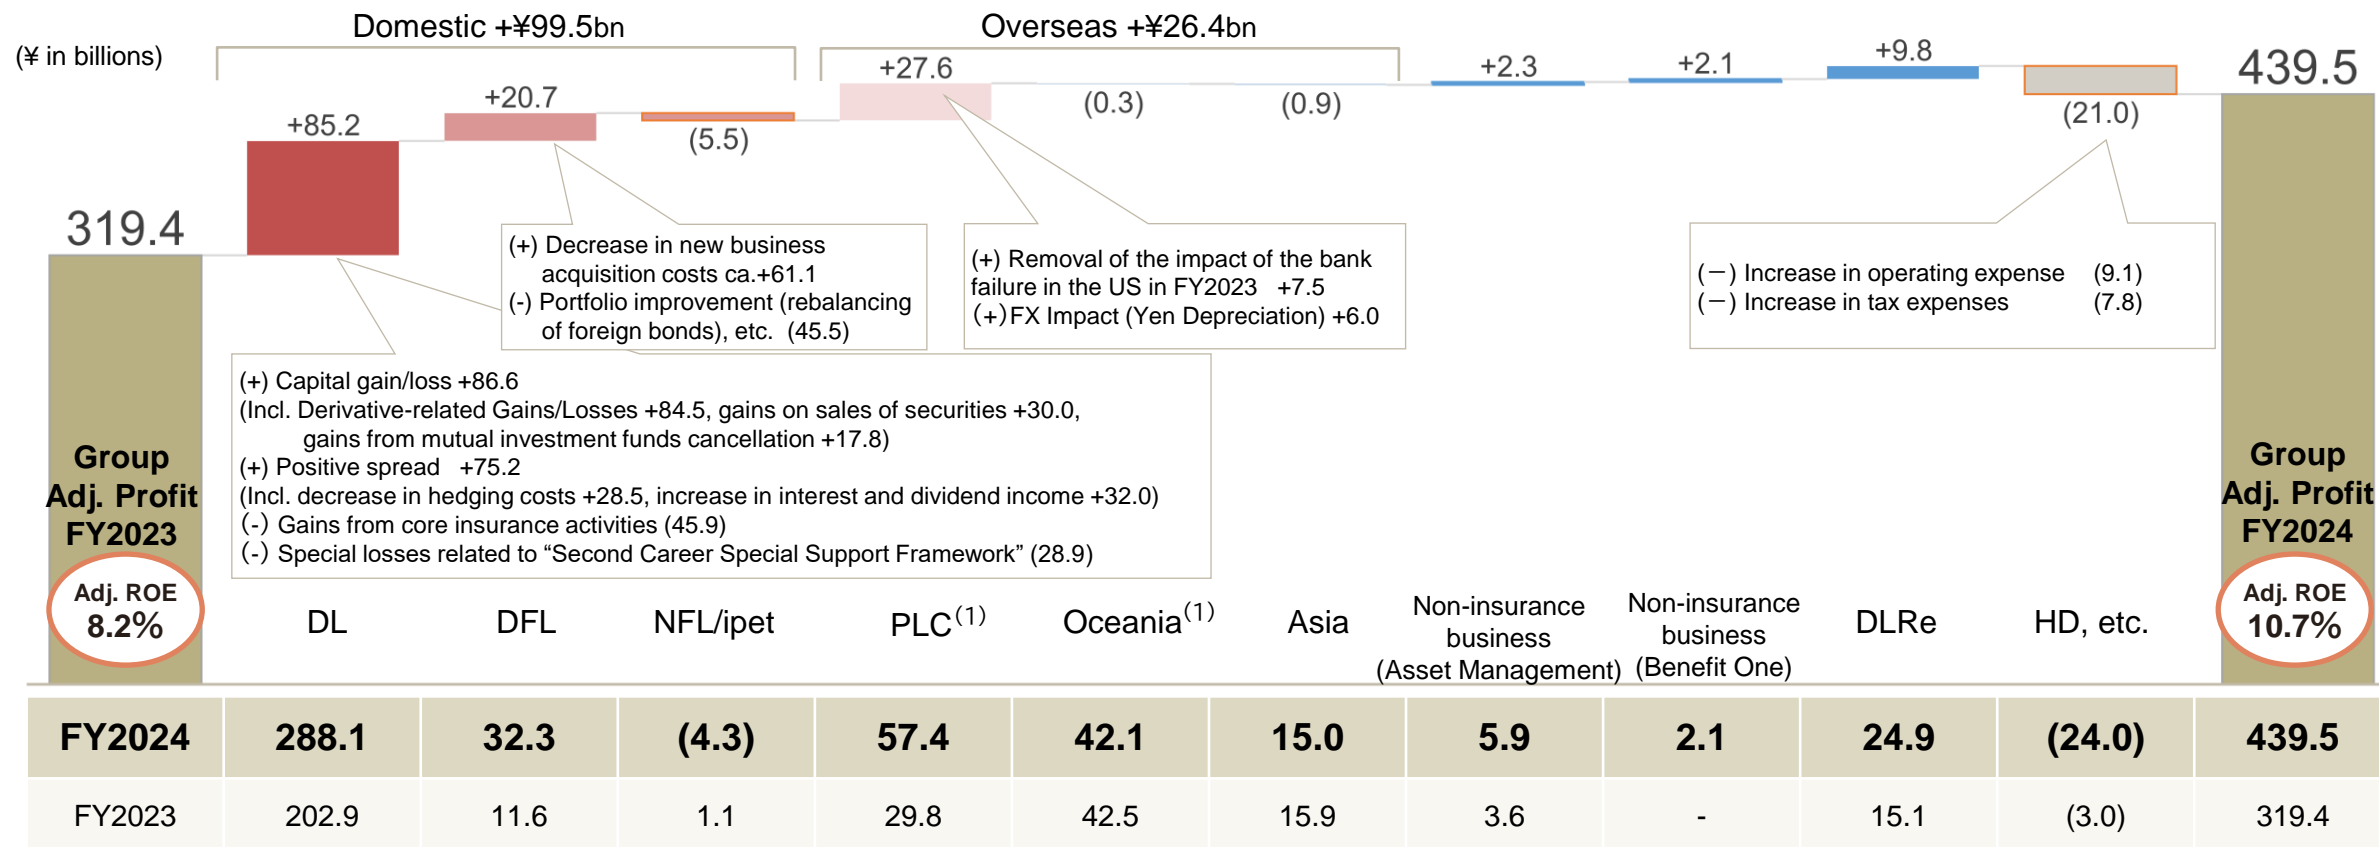 (¥ in billions)
Domestic +¥99.5bn
Overseas +¥26.4bn
319.4
+85.2
+20.7
(5.5)
+27.6
(0.3)
(0.9)
+2.3
+2.1
+9.8
(21.0)
439.5
(+) Decrease in new business
acquisition costs ca.+61.1
(-) Portfolio improvement (rebalancing
of foreign bonds), etc. (45.5)
(+) Removal of the impact of the bank
failure in the US in FY2023 +7.5
(+)FX Impact (Yen Depreciation) +6.0
(－) Increase in operating expense (9.1)
(－) Increase in tax expenses (7.8)
(+) Capital gain/loss +86.6
(Incl. Derivative-related Gains/Losses +84.5, gains on sales of securities +30.0,
gains from mutual investment funds cancellation +17.8)
(+) Positive spread +75.2
(Incl. decrease in hedging costs +28.5, increase in interest and dividend income +32.0)
(-) Gains from core insurance activities (45.9)
(-) Special losses related to “Second Career Special Support Framework” (28.9)
Group
Adj. Profit
FY2023
Adj. ROE
8.2%
Group
Adj. Profit
FY2024
Adj. ROE
10.7%
DL
DFL
NFL/ipet
PLC(1)
Oceania(1)
Asia
Non-insurance
business
(Asset Management)
Non-insurance
business
(Benefit One)
DLRe
HD, etc.
FY2024 288.1 32.3 (4.3) 57.4 42.1 15.0 5.9 2.1 24.9 (24.0) 439.5
FY2023 202.9 11.6 1.1 29.8 42.5 15.9 3.6 - 15.1 (3.0) 319.4